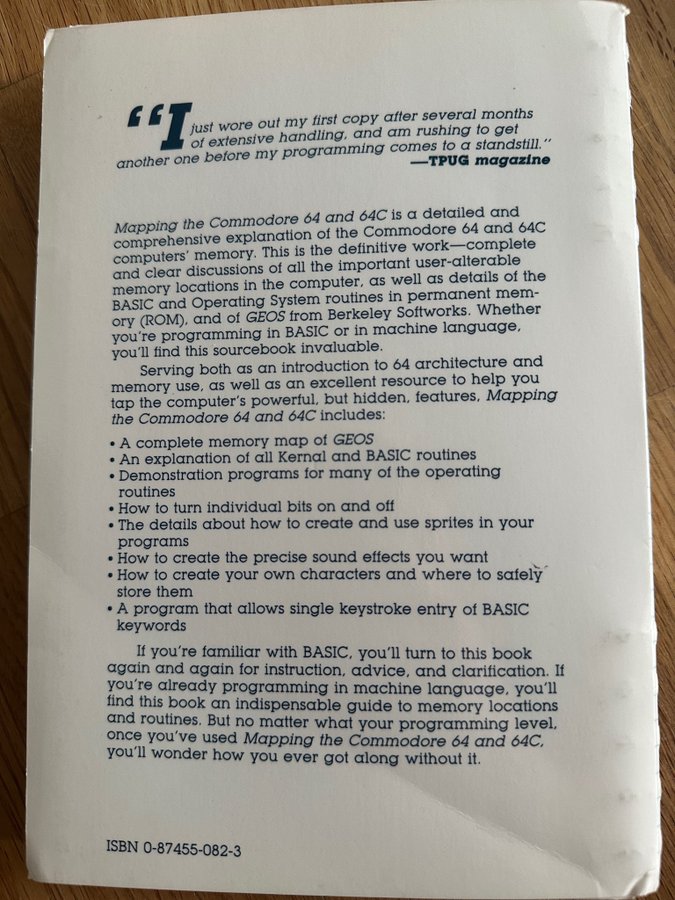 “I just wore out my first copy after several months
of extensive handling, and am rushing to get
another one before my programming comes to a standstill.”
—TPUG magazine
Mapping the Commodore 64 and 64C is a detailed and
comprehensive explanation of the Commodore 64 and 64C
computers’ memory. This is the definitive work—complete
and clear discussions of all the important user-alterable
memory locations in the computer, as well as details of the
BASIC and Operating System routines in permanent mem-
ory (ROM), and of GEOS from Berkeley Softworks. Whether
you’re programming in BASIC or in machine language,
you’ll find this sourcebook invaluable.
Serving both as an introduction to 64 architecture and
memory use, as well as an excellent resource to help you
tap the computer’s powerful, but hidden, features, Mapping
the Commodore 64 and 64C includes:
• A complete memory map of GEOS
• An explanation of all Kernal and BASIC routines
• Demonstration programs for many of the operating
routines
• How to turn individual bits on and off
• The details about how to create and use sprites in your
programs
• How to create the precise sound effects you want
• How to create your own characters and where to safely
store them
• A program that allows single keystroke entry of BASIC
keywords
If you’re familiar with BASIC, you’ll turn to this book
again and again for instruction, advice, and clarification. If
you’re already programming in machine language, you’ll
find this book an indispensable guide to memory locations
and routines. But no matter what your programming level,
once you’ve used Mapping the Commodore 64 and 64C,
you’ll wonder how you ever got along without it.
ISBN 0-87455-082-3